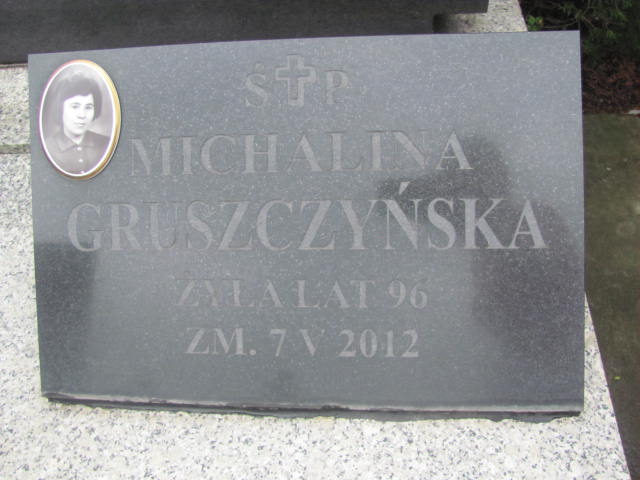 Ś✝P
MICHALINA
GRUSZCZYŃSKA
ŻYŁA LAT 96
ZM. 7 V 2012